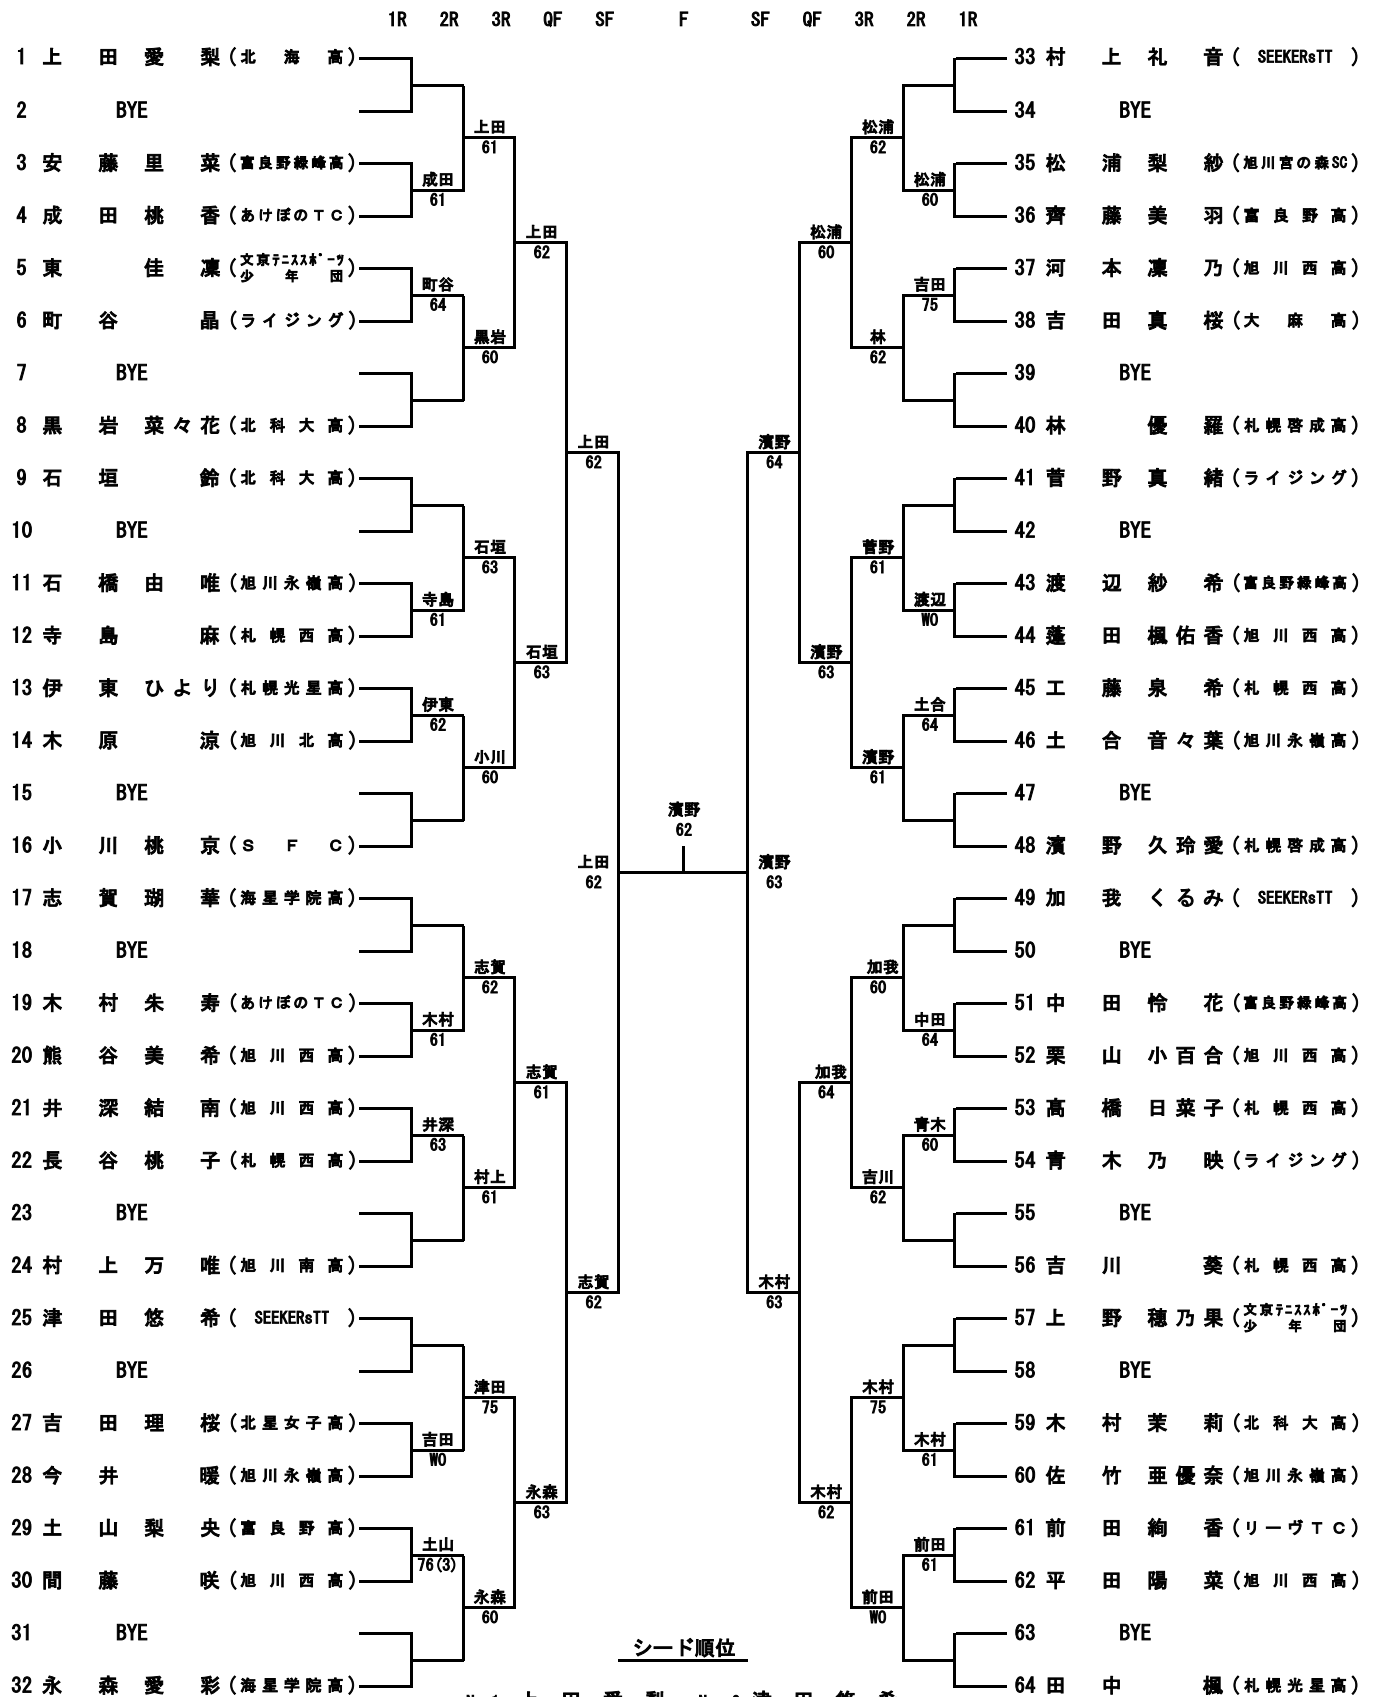 1R 2R 3R QF SF F SF QF 3R 2R 1R
1 上田愛梨 (北海高)
2 BYE
3 安藤里菜 (富良野緑峰高)
4 成田桃香 (あけぼのTC)
5 東佳凜 (文京テニススポーツ少年団)
6 町谷晶 (ライジング)
7 BYE
8 黒岩菜々花 (北科大高)
9 石垣鈴 (北科大高)
10 BYE
11 石橋由唯 (旭川永嶺高)
12 寺島麻 (札幌西高)
13 伊東ひより (札幌光星高)
14 木原涼 (旭川北高)
15 BYE
16 小川桃京 (SFC)
17 志賀瑚華 (海星学院高)
18 BYE
19 木村朱寿 (あけぼのTC)
20 熊谷美希 (旭川西高)
21 井深結南 (旭川西高)
22 長谷桃子 (札幌西高)
23 BYE
24 村上万唯 (旭川南高)
25 津田悠希 (SEEKERsTT)
26 BYE
27 吉田理桜 (北星女子高)
28 今井暖 (旭川永嶺高)
29 土山梨央 (富良野高)
30 間藤咲 (旭川西高)
31 BYE
32 永森愛彩 (海星学院高)
成田
61
町谷
64
寺島
61
伊東
62
木村
61
井深
63
吉田
WO
土山
76(3)
上田
61
黒岩
60
石垣
63
小川
60
志賀
62
村上
61
津田
75
永森
60
上田
62
石垣
63
志賀
61
永森
63
上田
62
志賀
62
上田
62
濱野
62
濱野
63
濱野
64
木村
63
松浦
60
濱野
63
加我
64
木村
62
松浦
62
林
62
菅野
61
濱野
61
加我
60
吉川
62
木村
75
前田
WO
松浦
60
吉田
75
渡辺
WO
土合
64
中田
64
青木
60
木村
61
前田
61
33 村上礼音 (SEEKERsTT)
34 BYE
35 松浦梨紗 (旭川宮の森SC)
36 齊藤美羽 (富良野高)
37 河本凜乃 (旭川西高)
38 吉田真桜 (大麻高)
39 BYE
40 林優羅 (札幌啓成高)
41 菅野真緒 (ライジング)
42 BYE
43 渡辺紗希 (富良野緑峰高)
44 蓬田楓佑香 (旭川西高)
45 工藤泉希 (札幌西高)
46 土合音々葉 (旭川永嶺高)
47 BYE
48 濱野久玲愛 (札幌啓成高)
49 加我くるみ (SEEKERsTT)
50 BYE
51 中田怜花 (富良野緑峰高)
52 栗山小百合 (旭川西高)
53 髙橋日菜子 (札幌西高)
54 青木乃映 (ライジング)
55 BYE
56 吉川葵 (札幌西高)
57 上野穂乃果 (文京テニススポーツ少年団)
58 BYE
59 木村茉莉 (北科大高)
60 佐竹亜優奈 (旭川永嶺高)
61 前田絢香 (リーヴTC)
62 平田陽菜 (旭川西高)
63 BYE
64 田中楓 (札幌光星高)
シード順位